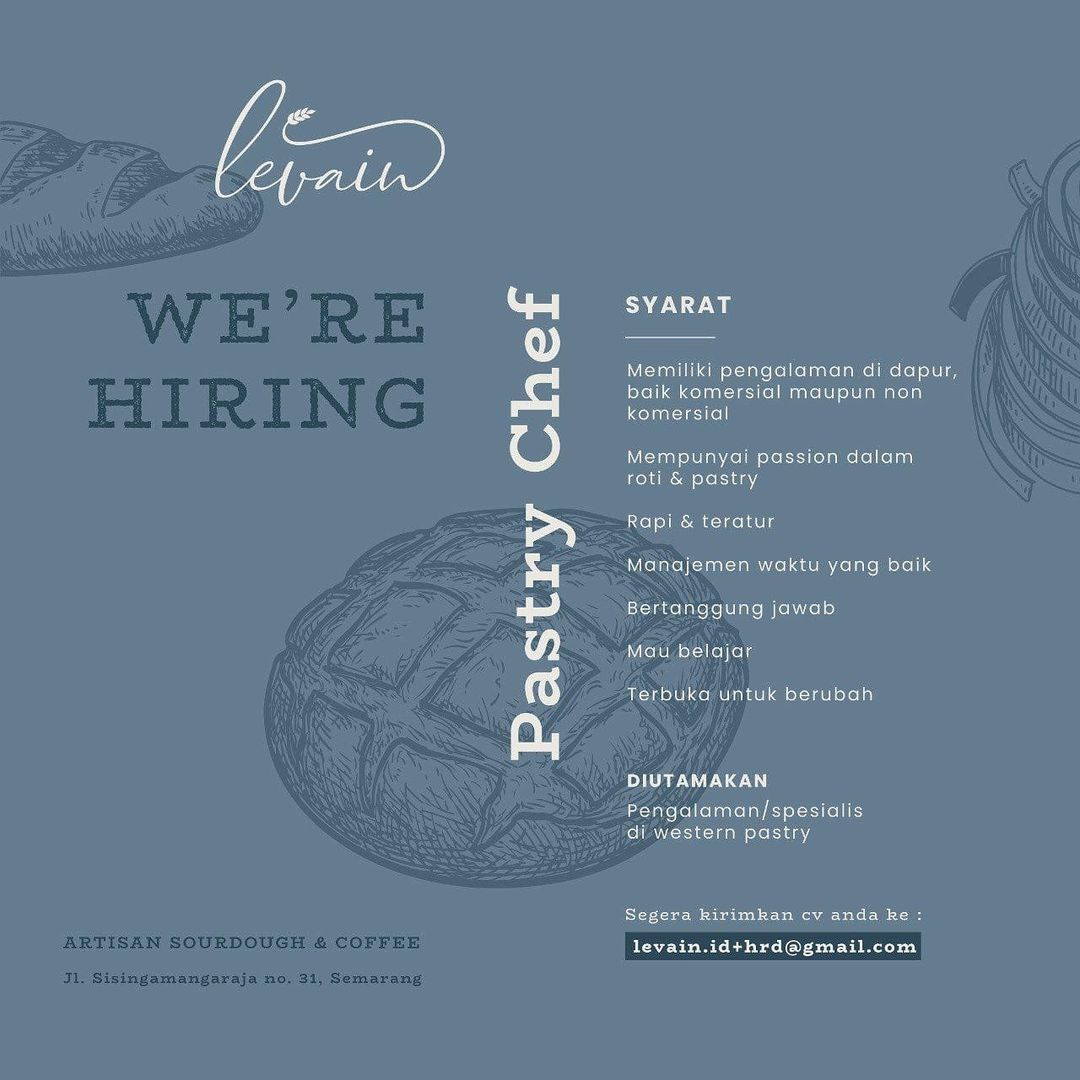 levain
WE'RE
HIRING
Pastry Chef
SYARAT
Memiliki pengalaman di dapur,
baik komersial maupun non
komersial
Mempunyai passion dalam
roti & pastry
Rapi & teratur
Manajemen waktu yang baik
Bertanggung jawab
Mau belajar
Terbuka untuk berubah
DIUTAMAKAN
Pengalaman/spesialis
di western pastry
Segera kirimkan cv anda ke :
levain.id+hrd@gmail.com
ARTISAN SOURDOUGH & COFFEE
Jl. Sisingamangaraja no. 31, Semarang